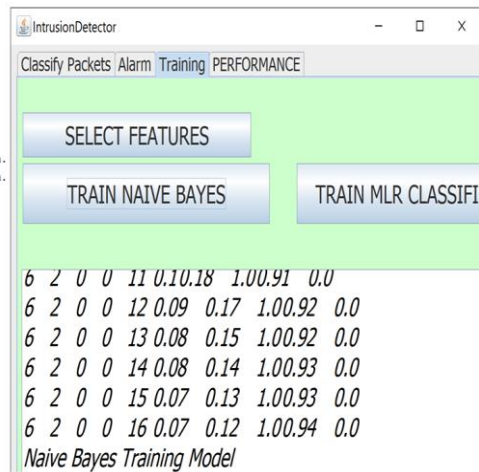 IntrusionDetector
Classify Packets Alarm Training PERFORMANCE
SELECT FEATURES
TRAIN NAIVE BAYES TRAIN MLR CLASSIFI
6 2 0 0 11 0.10.18 1.00.91 0.0
6 2 0 0 12 0.09 0.17 1.00.92 0.0
6 2 0 0 13 0.08 0.15 1.00.92 0.0
6 2 0 0 14 0.08 0.14 1.00.93 0.0
6 2 0 0 15 0.07 0.13 1.00.93 0.0
6 2 0 0 16 0.07 0.12 1.00.94 0.0
Naive Bayes Training Model